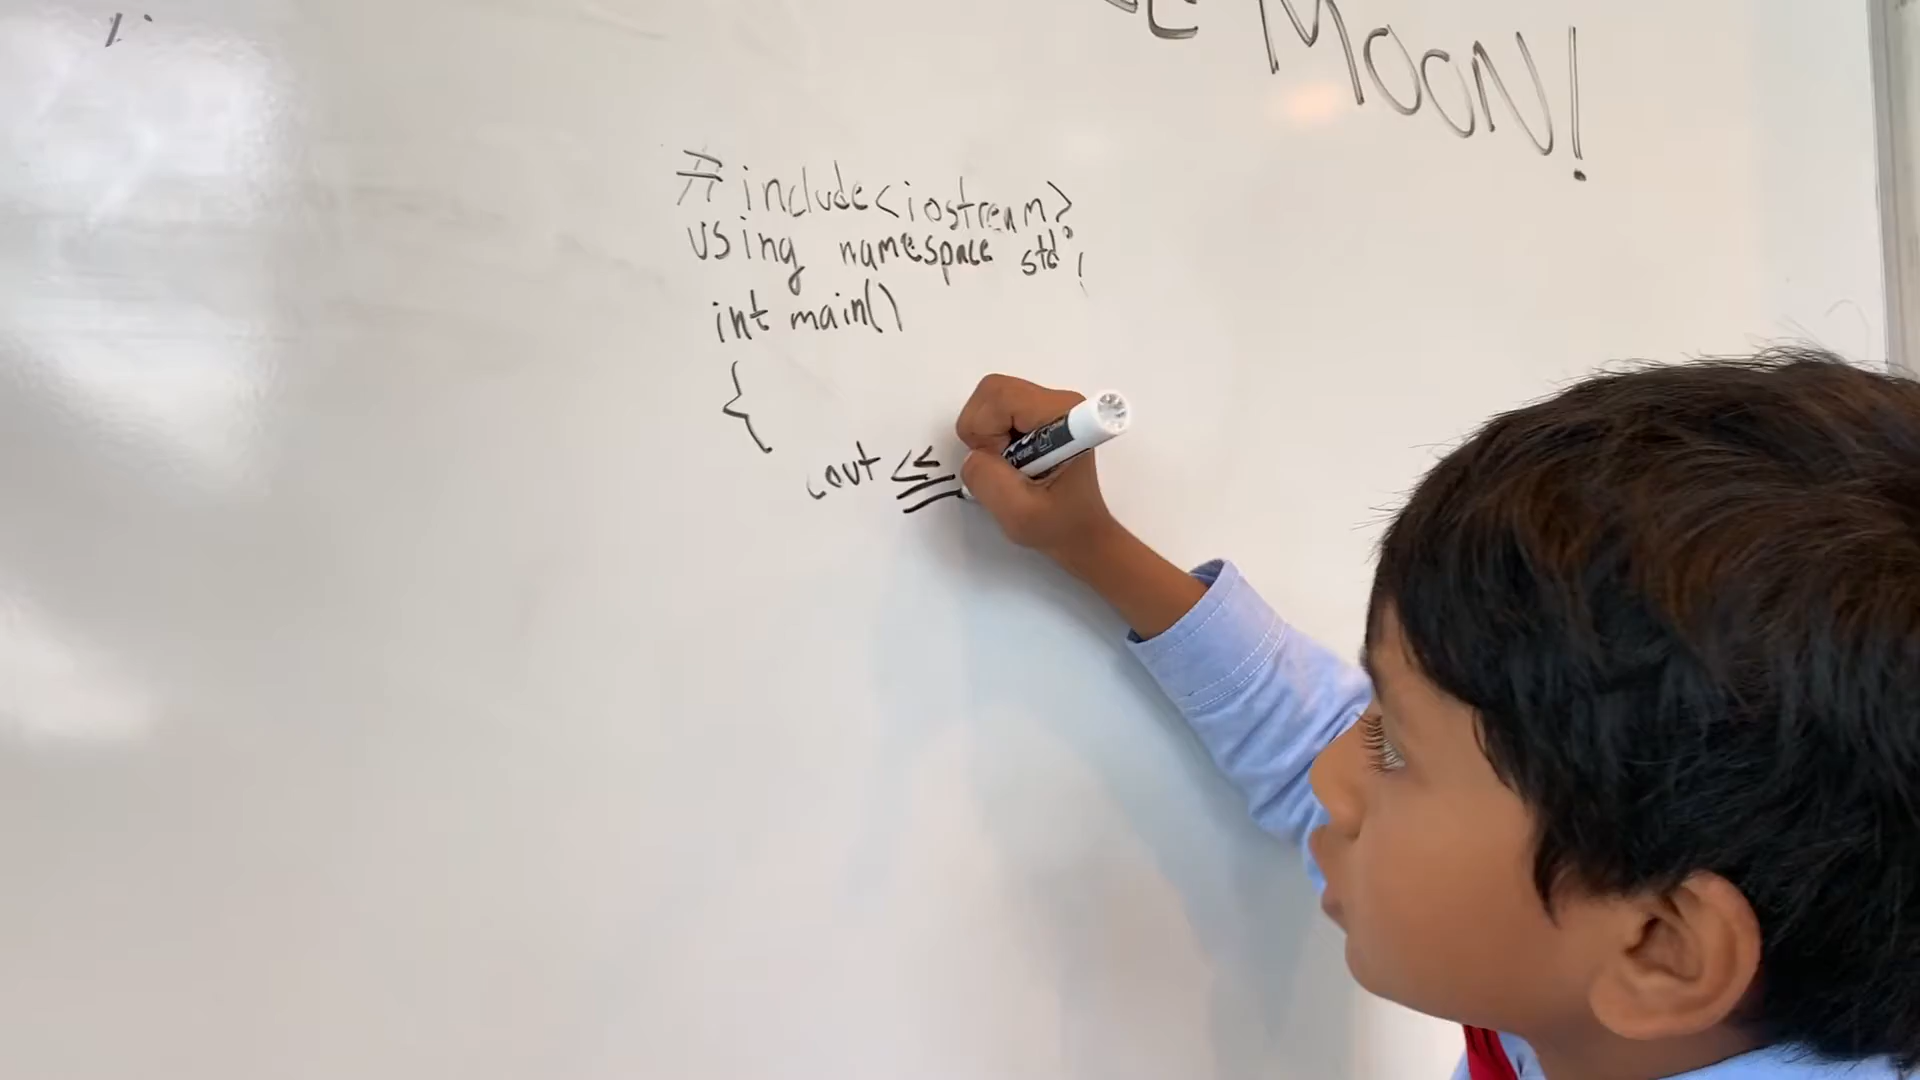 MOON!
#include<iostream>
using namespace std;
int main()
{
cout <<